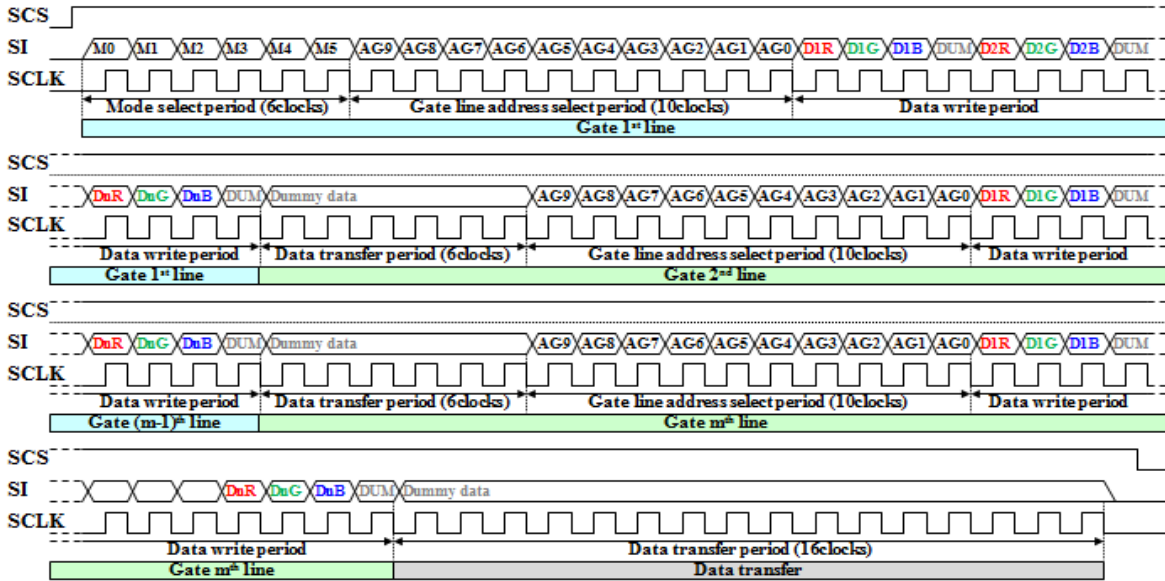 SCS
SI M0 M1 M2 M3 M4 M5 AG9 AG8 AG7 AG6 AG5 AG4 AG3 AG2 AG1 AG0 D1R D1G D1B DUM D2R D2G D2B DUM
SCLK
Mode select period (6clocks) Gate line address select period (10clocks) Data write period
Gate 1st line
SCS
SI DnR DnG DnB DUM Dummy data AG9 AG8 AG7 AG6 AG5 AG4 AG3 AG2 AG1 AG0 D1R D1G D1B DUM
SCLK
Data write period Data transfer period (6clocks) Gate line address select period (10clocks) Data write period
Gate 1st line Gate 2nd line
SCS
SI DnR DnG DnB DUM Dummy data AG9 AG8 AG7 AG6 AG5 AG4 AG3 AG2 AG1 AG0 D1R D1G D1B DUM
SCLK
Data write period Data transfer period (6clocks) Gate line address select period (10clocks) Data write period
Gate (m-1)th line Gate mth line
SCS
SI DnR DnG DnB DUM Dummy data
SCLK
Data write period Data transfer period (16clocks)
Gate mth line Data transfer